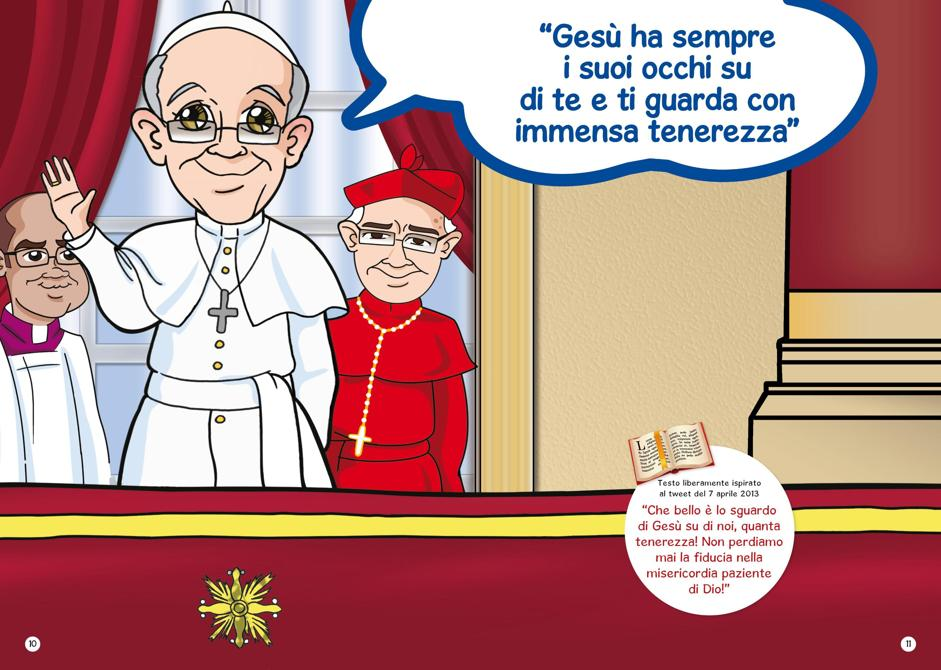 “Gesù ha sempre
i suoi occhi su
di te e ti guarda con
immensa tenerezza”
Testo liberamente ispirato
al tweet del 7 aprile 2013
“Che bello è lo sguardo
di Gesù su di noi, quanta
tenerezza! Non perdiamo
mai la fiducia nella
misericordia paziente
di Dio!”
10
11